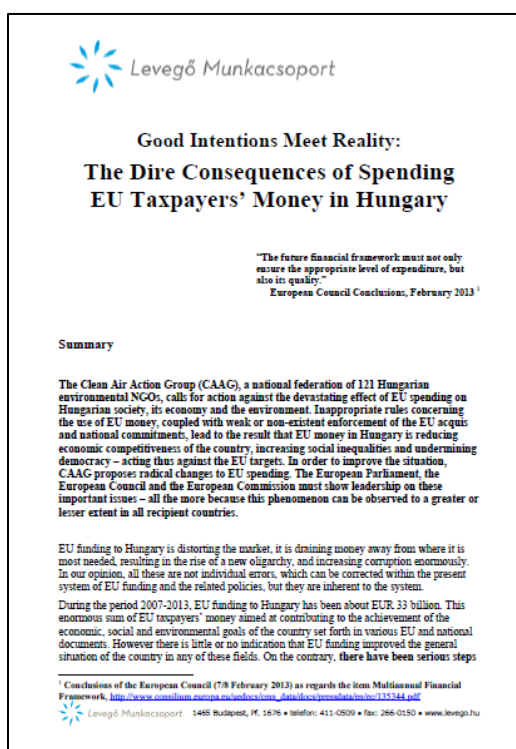 Levegő Munkacsoport
Good Intentions Meet Reality:
The Dire Consequences of Spending
EU Taxpayers’ Money in Hungary
“The future financial framework must not only
ensure the appropriate level of expenditure, but
also its quality.”
European Council Conclusions, February 2013 1
Summary
The Clean Air Action Group (CAAG), a national federation of 121 Hungarian
environmental NGOs, calls for action against the devastating effect of EU spending on
Hungarian society, its economy and the environment. Inappropriate rules concerning
the use of EU money, coupled with weak or non-existent enforcement of the EU acquis
and national commitments, lead to the result that EU money in Hungary is reducing
economic competitiveness of the country, increasing social inequalities and undermining
democracy – acting thus against the EU targets. In order to improve the situation,
CAAG proposes radical changes to EU spending. The European Parliament, the
European Council and the European Commission must show leadership on these
important issues – all the more because this phenomenon can be observed to a greater or
lesser extent in all recipient countries.
EU funding to Hungary is distorting the market, it is draining money away from where it is
most needed, resulting in the rise of a new oligarchy, and increasing corruption enormously.
In our opinion, all these are not individual errors, which can be corrected within the present
system of EU funding and the related policies, but they are inherent to the system.
During the period 2007-2013, EU funding to Hungary has been about EUR 33 billion. This
enormous sum of EU taxpayers’ money aimed at contributing to the achievement of the
economic, social and environmental goals of the country set forth in various EU and national
documents. However there is little or no indication that EU funding improved the general
situation of the country in any of these fields. On the contrary, there have been serious steps
1 Conclusions of the European Council (7/8 February 2013) as regards the item Multiannual Financial
Framework, http://www.consilium.europa.eu/uedocs/cms_data/docs/pressdata/en/ec/135344.pdf
Levegő Munkacsoport 1465 Budapest, Pf. 1676 • telefon: 411-0509 • fax: 266-0150 • www.levego.hu